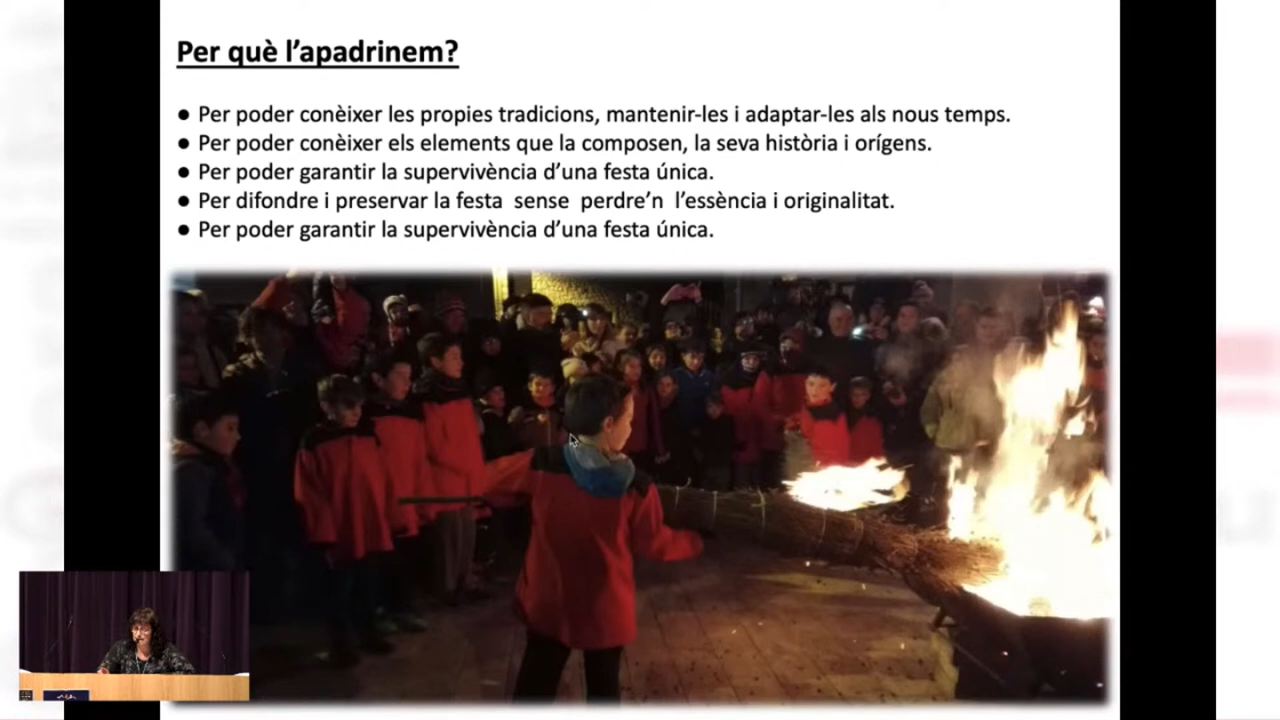 Per què l’apadrinem?
● Per poder conèixer les propies tradicions, mantenir-les i adaptar-les als nous temps.
● Per poder conèixer els elements que la composen, la seva història i orígens.
● Per poder garantir la supervivència d’una festa única.
● Per difondre i preservar la festa sense perdre’n l’essència i originalitat.
● Per poder garantir la supervivència d’una festa única.